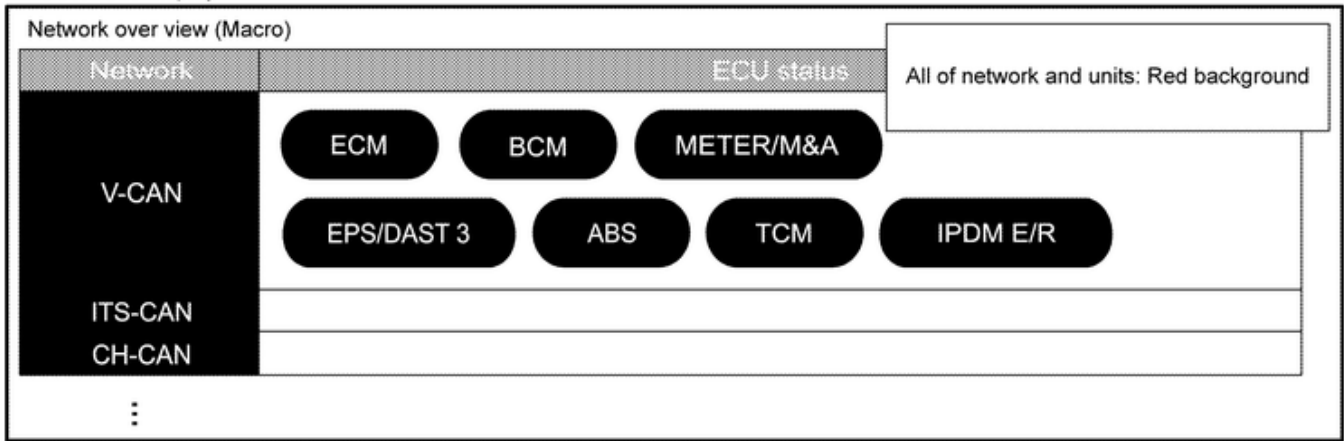 Network over view (Macro)
Network ECU status
All of network and units: Red background
V-CAN
ECM BCM METER/M&A
EPS/DAST 3 ABS TCM IPDM E/R
ITS-CAN
CH-CAN